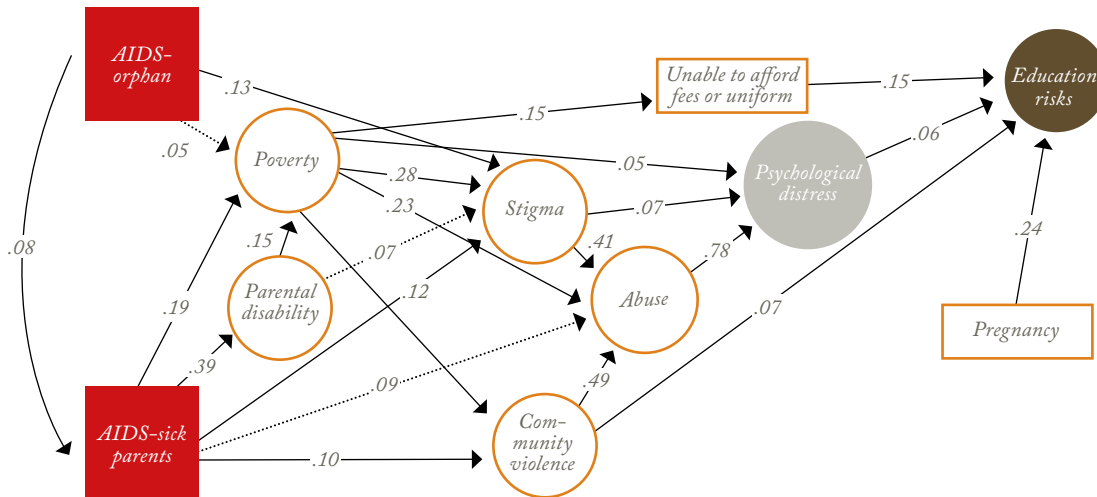 AIDS-
orphan
.13
.05
Poverty
.15
Unable to afford
fees or uniform
.15
Education
risks
.05
.06
Psychological
distress
.28
.23
Stigma
.07
.08
.15
.07
.41
.78
.24
Parental
disability
.12
Abuse
.19
.07
Pregnancy
.39
.09
.49
AIDS-sick
parents
.10
Com-
munity
violence